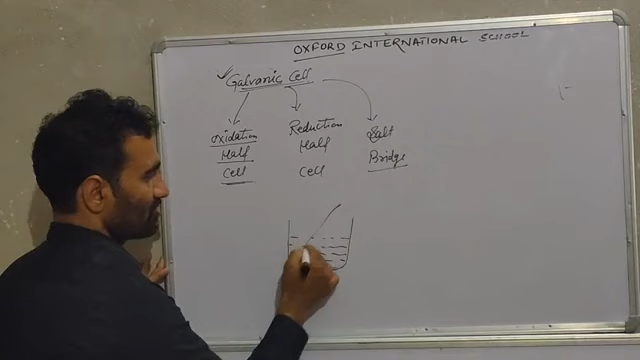 OXFORD INTERNATIONAL SCHOOL
Galvanic Cell
Oxidation
Half
Cell
Reduction
Half
Cell
Salt
Bridge